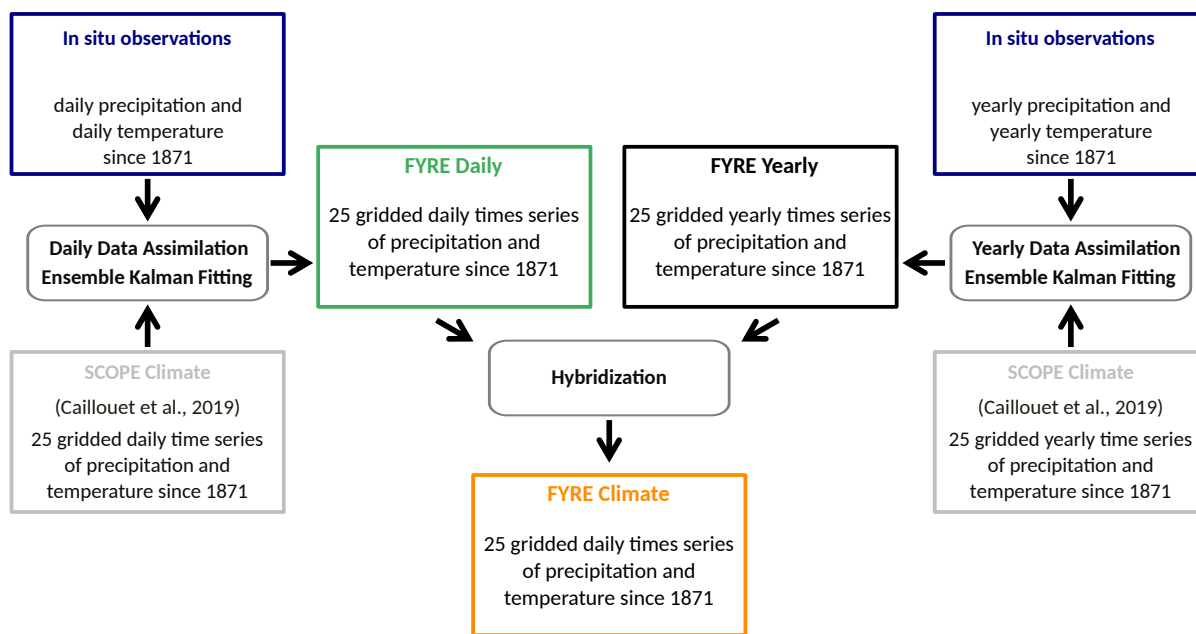 In situ observations
daily precipitation and
daily temperature
since 1871
Daily Data Assimilation
Ensemble Kalman Fitting
SCOPE Climate
(Caillouet et al., 2019)
25 gridded daily time series
of precipitation and
temperature since 1871
FYRE Daily
25 gridded daily times series
of precipitation and
temperature since 1871
FYRE Yearly
25 gridded yearly times series
of precipitation and
temperature since 1871
In situ observations
yearly precipitation and
yearly temperature
since 1871
Yearly Data Assimilation
Ensemble Kalman Fitting
SCOPE Climate
(Caillouet et al., 2019)
25 gridded yearly time series
of precipitation and
temperature since 1871
Hybridization
FYRE Climate
25 gridded daily times series
of precipitation and
temperature since 1871